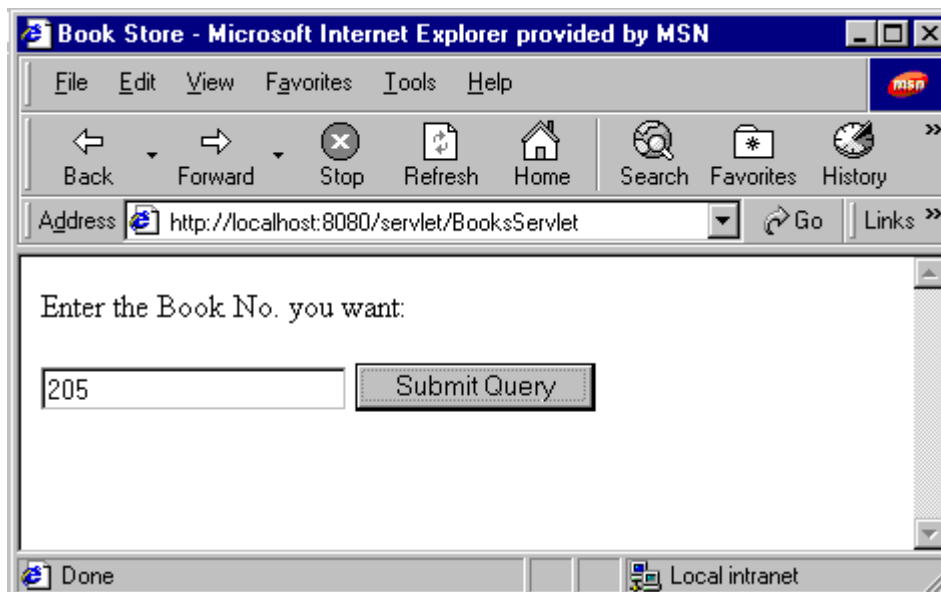 Book Store - Microsoft Internet Explorer provided by MSN
File Edit View Favorites Tools Help
msn
Back Forward Stop Refresh Home Search Favorites History »
Address http://localhost:8080/servlet/BooksServlet Go Links »
Enter the Book No. you want:
205 Submit Query
Done Local intranet